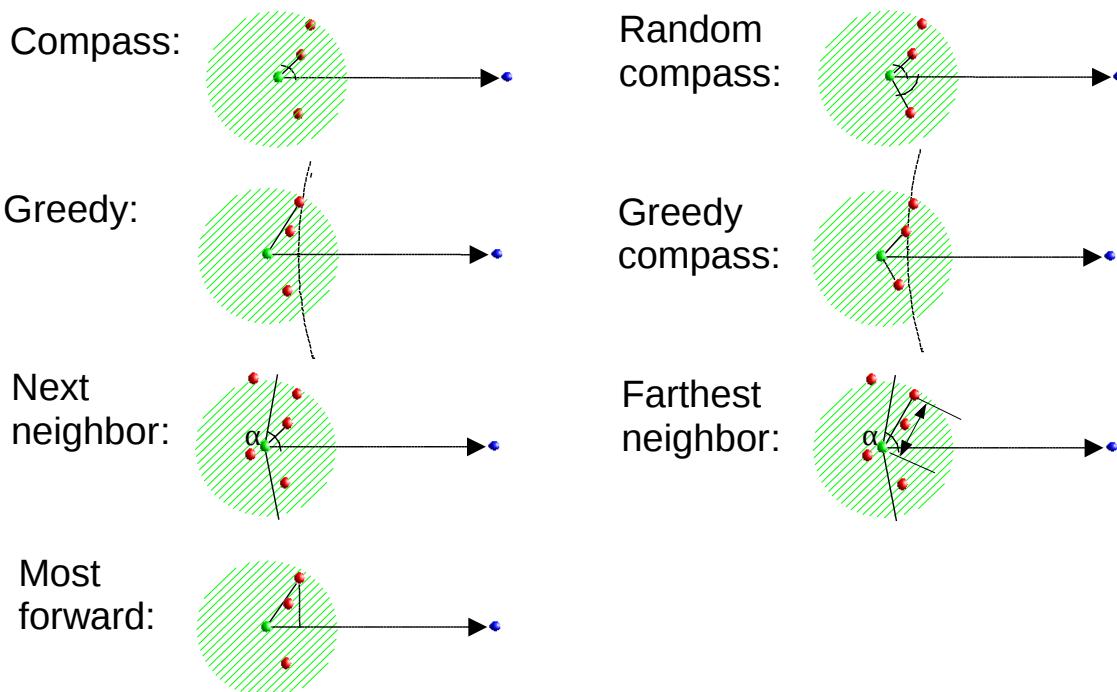 Compass:
Random
compass:
Greedy:
Greedy
compass:
Next
neighbor:
α
Farthest
neighbor:
α
Most
forward: